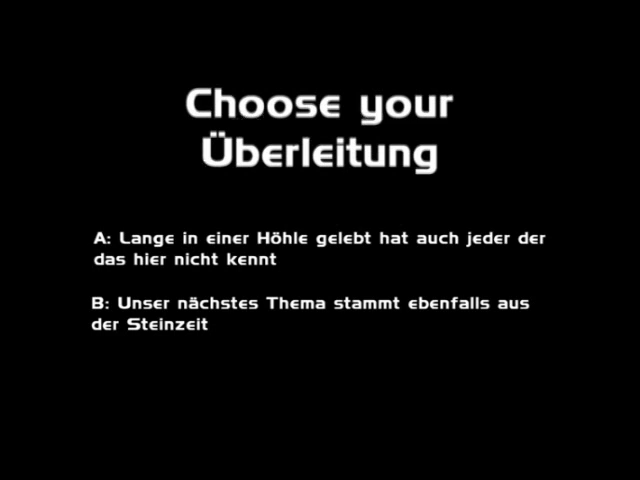 Choose your
Überleitung
A: Lange in einer Höhle gelebt hat auch jeder der
das hier nicht kennt
B: Unser nächstes Thema stammt ebenfalls aus
der Steinzeit